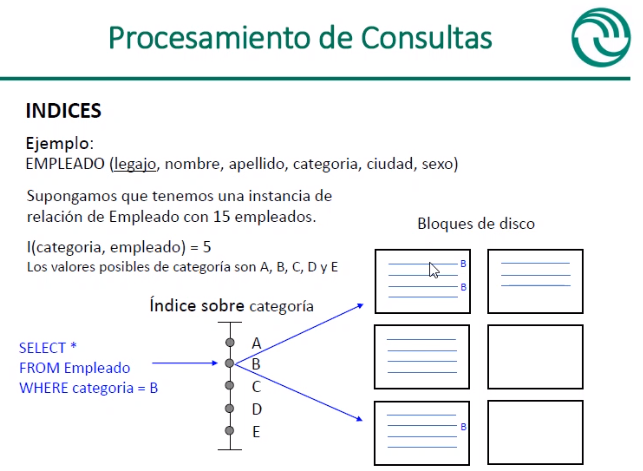 Procesamiento de Consultas
INDICES
Ejemplo:
EMPLEADO (legajo, nombre, apellido, categoria, ciudad, sexo)
Supongamos que tenemos una instancia de
relación de Empleado con 15 empleados.
Bloques de disco
I(categoria, empleado) = 5
Los valores posibles de categoría son A, B, C, D y E
B
B
Índice sobre categoría
SELECT *
FROM Empleado
WHERE categoria = B
A
B
C
D
E
B